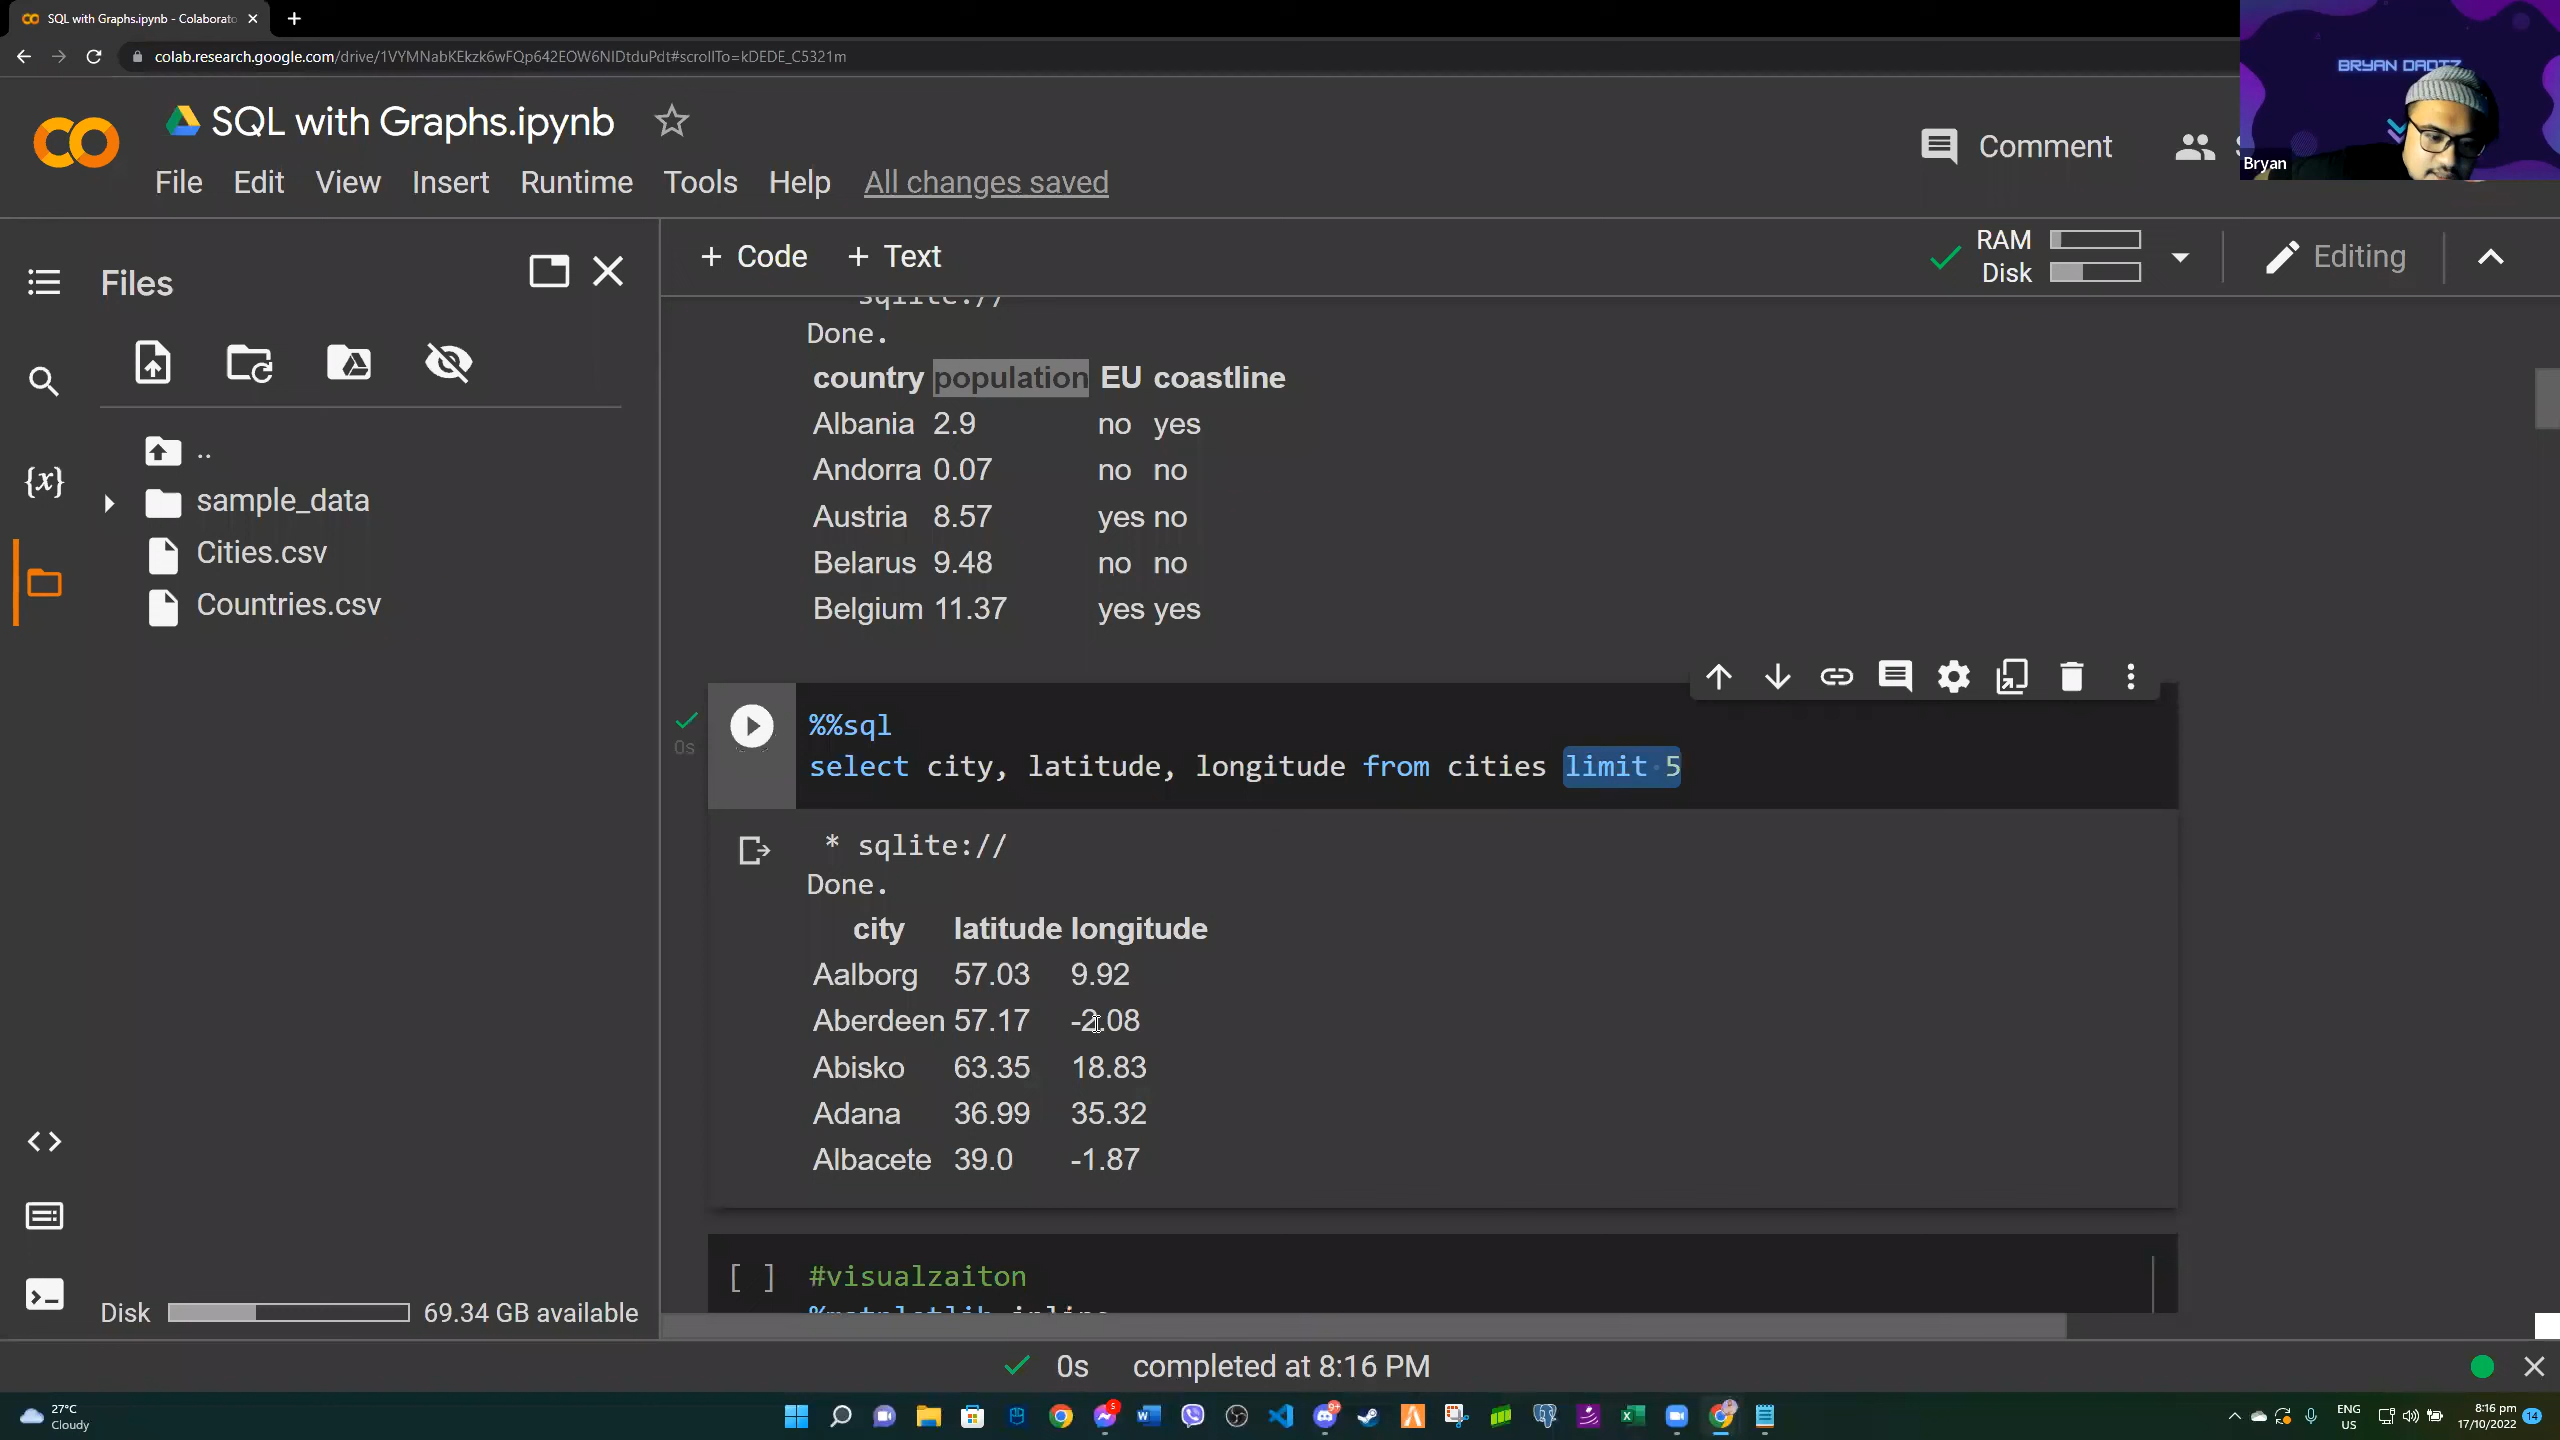 SQL with Graphs.ipynb - Colaborato
colab.research.google.com/drive/1VYMNabKEkzk6wFQp642EOW6NIDtduPdt#scrollTo=kDEDE_C5321m
BRYAN DADIZ
Bryan
SQL with Graphs.ipynb
Comment
File Edit View Insert Runtime Tools Help All changes saved
Files
+ Code + Text
RAM
Disk
Editing
..
sample_data
Cities.csv
Countries.csv
{x}
sqlite://
Done.
country population EU coastline
Albania 2.9 no yes
Andorra 0.07 no no
Austria 8.57 yes no
Belarus 9.48 no no
Belgium 11.37 yes yes
0s
%%sql
select city, latitude, longitude from cities limit 5
* sqlite://
Done.
city latitude longitude
Aalborg 57.03 9.92
Aberdeen 57.17 -2.08
Abisko 63.35 18.83
Adana 36.99 35.32
Albacete 39.0 -1.87
[ ] #visualzaiton
%matplotlib inline
Disk 69.34 GB available
0s completed at 8:16 PM
27°C
Cloudy
ENG
US
8:16 pm
17/10/2022
14